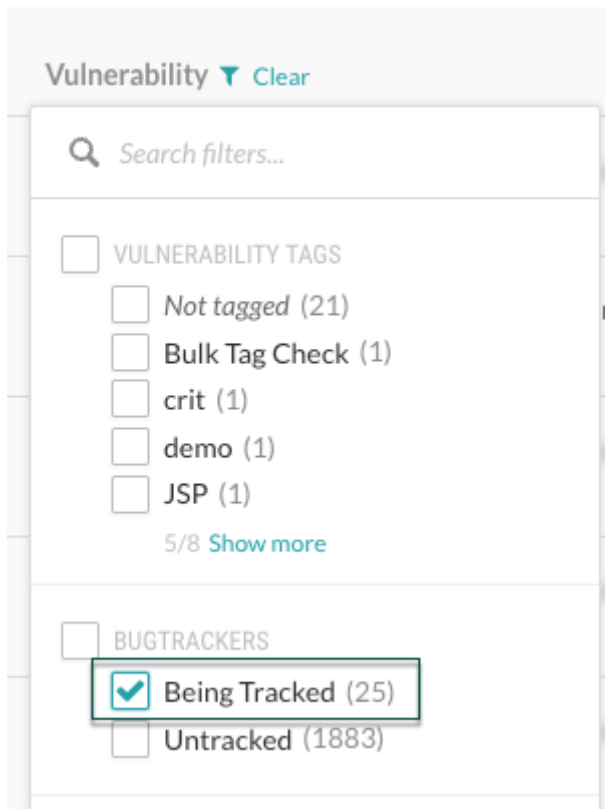 Vulnerability Clear
Search filters...
VULNERABILITY TAGS
Not tagged (21)
Bulk Tag Check (1)
crit (1)
demo (1)
JSP (1)
5/8 Show more
BUGTRACKERS
Being Tracked (25)
Untracked (1883)